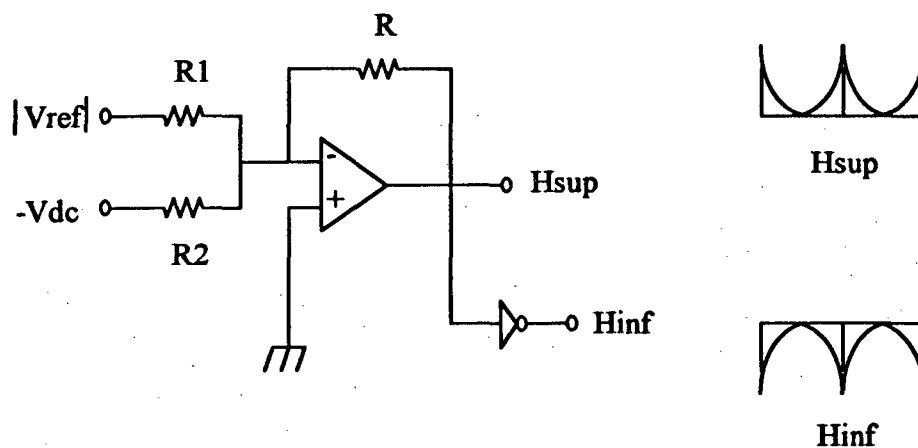 R
R1
|Vref|
-
Hsup
Hsup
+
-Vdc
R2
Hinf
Hinf